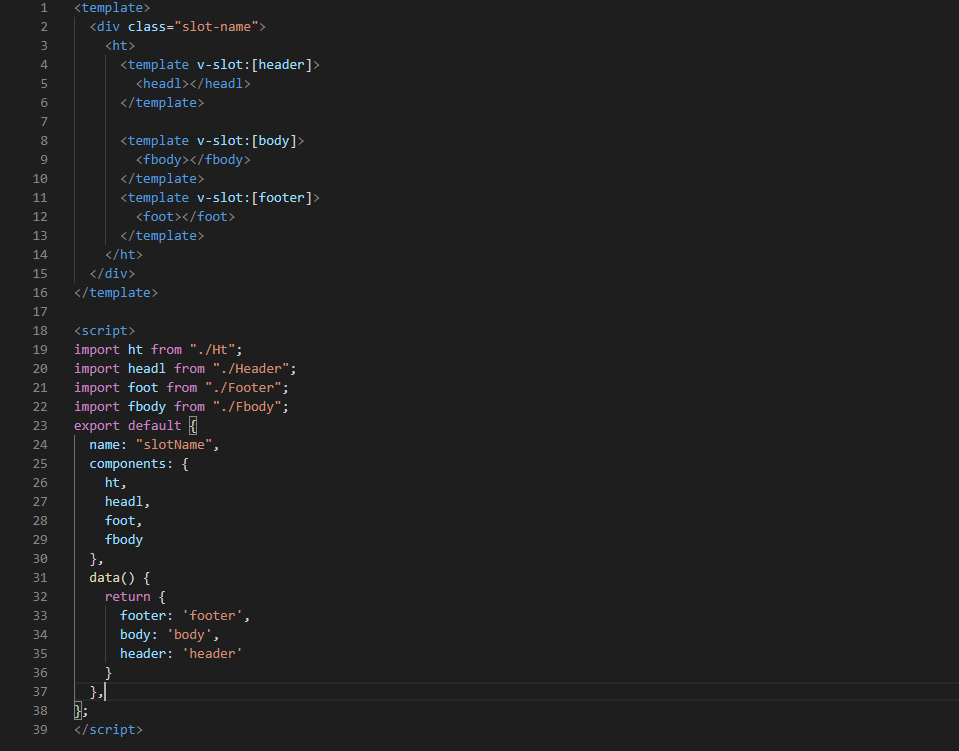 1 <template>
2 <div class="slot-name">
3 <ht>
4 <template v-slot:[header]>
5 <headl></headl>
6 </template>
7
8 <template v-slot:[body]>
9 <fbody></fbody>
10 </template>
11 <template v-slot:[footer]>
12 <foot></foot>
13 </template>
14 </ht>
15 </div>
16 </template>
17
18 <script>
19 import ht from "./Ht";
20 import headl from "./Header";
21 import foot from "./Footer";
22 import fbody from "./Fbody";
23 export default {
24 name: "slotName",
25 components: {
26 ht,
27 headl,
28 foot,
29 fbody
30 },
31 data() {
32 return {
33 footer: 'footer',
34 body: 'body',
35 header: 'header'
36 }
37 },
38 };
39 </script>